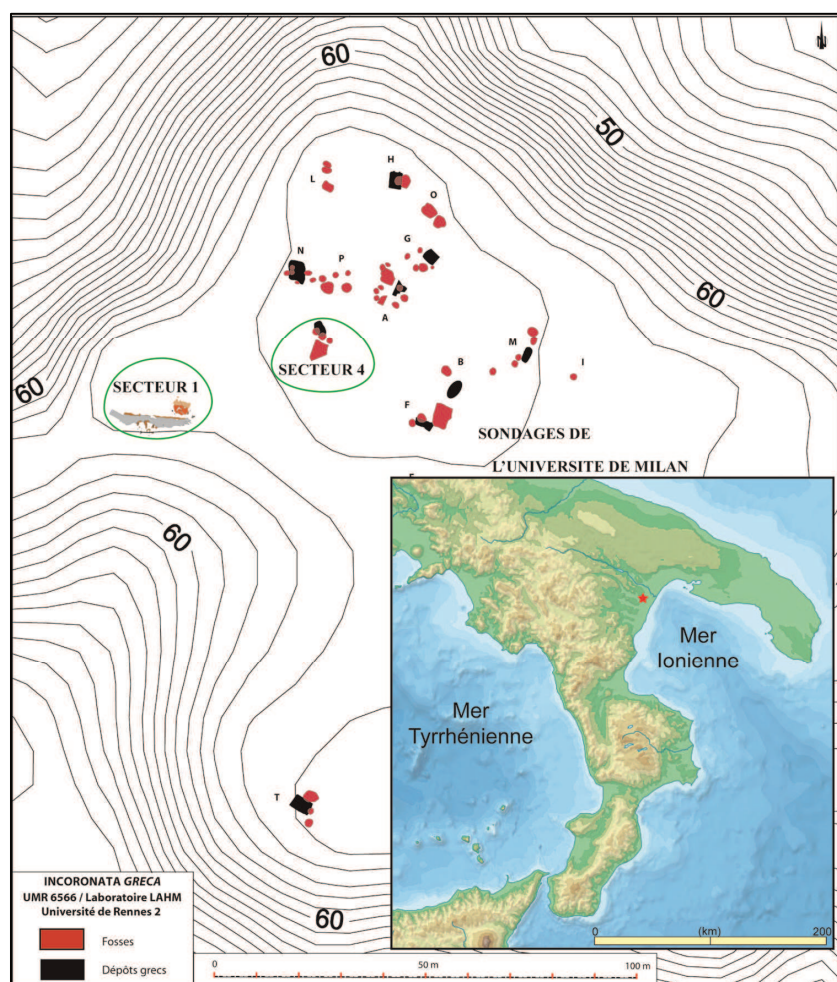 N
60
50
H
L
O
G
N
P
60
A
M
SECTEUR 4
B
I
60
SECTEUR 1
F
SONDAGES DE
L'UNIVERSITE DE MILAN
60
Mer
Ionienne
Mer
Tyrrhénienne
T
60
INCORONATA GRECA
UMR 6566 / Laboratoire LAHM
Université de Rennes 2
Fosses
Dépôts grecs
0
(km)
200
0
50 m
100 m